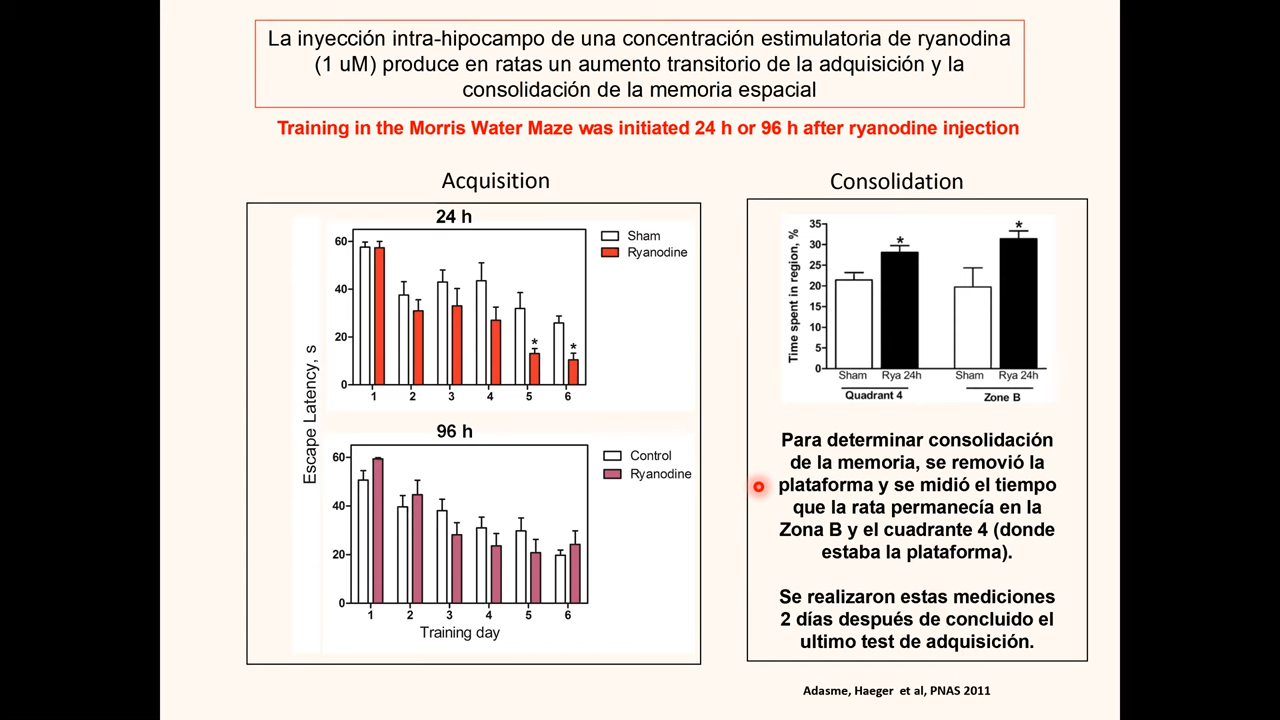 La inyección intra-hipocampo de una concentración estimulatoria de ryanodina
(1 uM) produce en ratas un aumento transitorio de la adquisición y la
consolidación de la memoria espacial
Training in the Morris Water Maze was initiated 24 h or 96 h after ryanodine injection
Acquisition
24 h
Sham
Ryanodine
60
40
20
0
1 2 3 4 5 6
* *
Escape Latency, s
96 h
Control
Ryanodine
60
40
20
0
1 2 3 4 5 6
Training day
Consolidation
Time spent in region, %
35
30
25
20
15
10
5
0
* *
Sham Rya 24h Sham Rya 24h
Quadrant 4 Zone B
Para determinar consolidación
de la memoria, se removió la
plataforma y se midió el tiempo
que la rata permanecía en la
Zona B y el cuadrante 4 (donde
estaba la plataforma).
Se realizaron estas mediciones
2 días después de concluido el
ultimo test de adquisición.
Adasme, Haeger et al, PNAS 2011